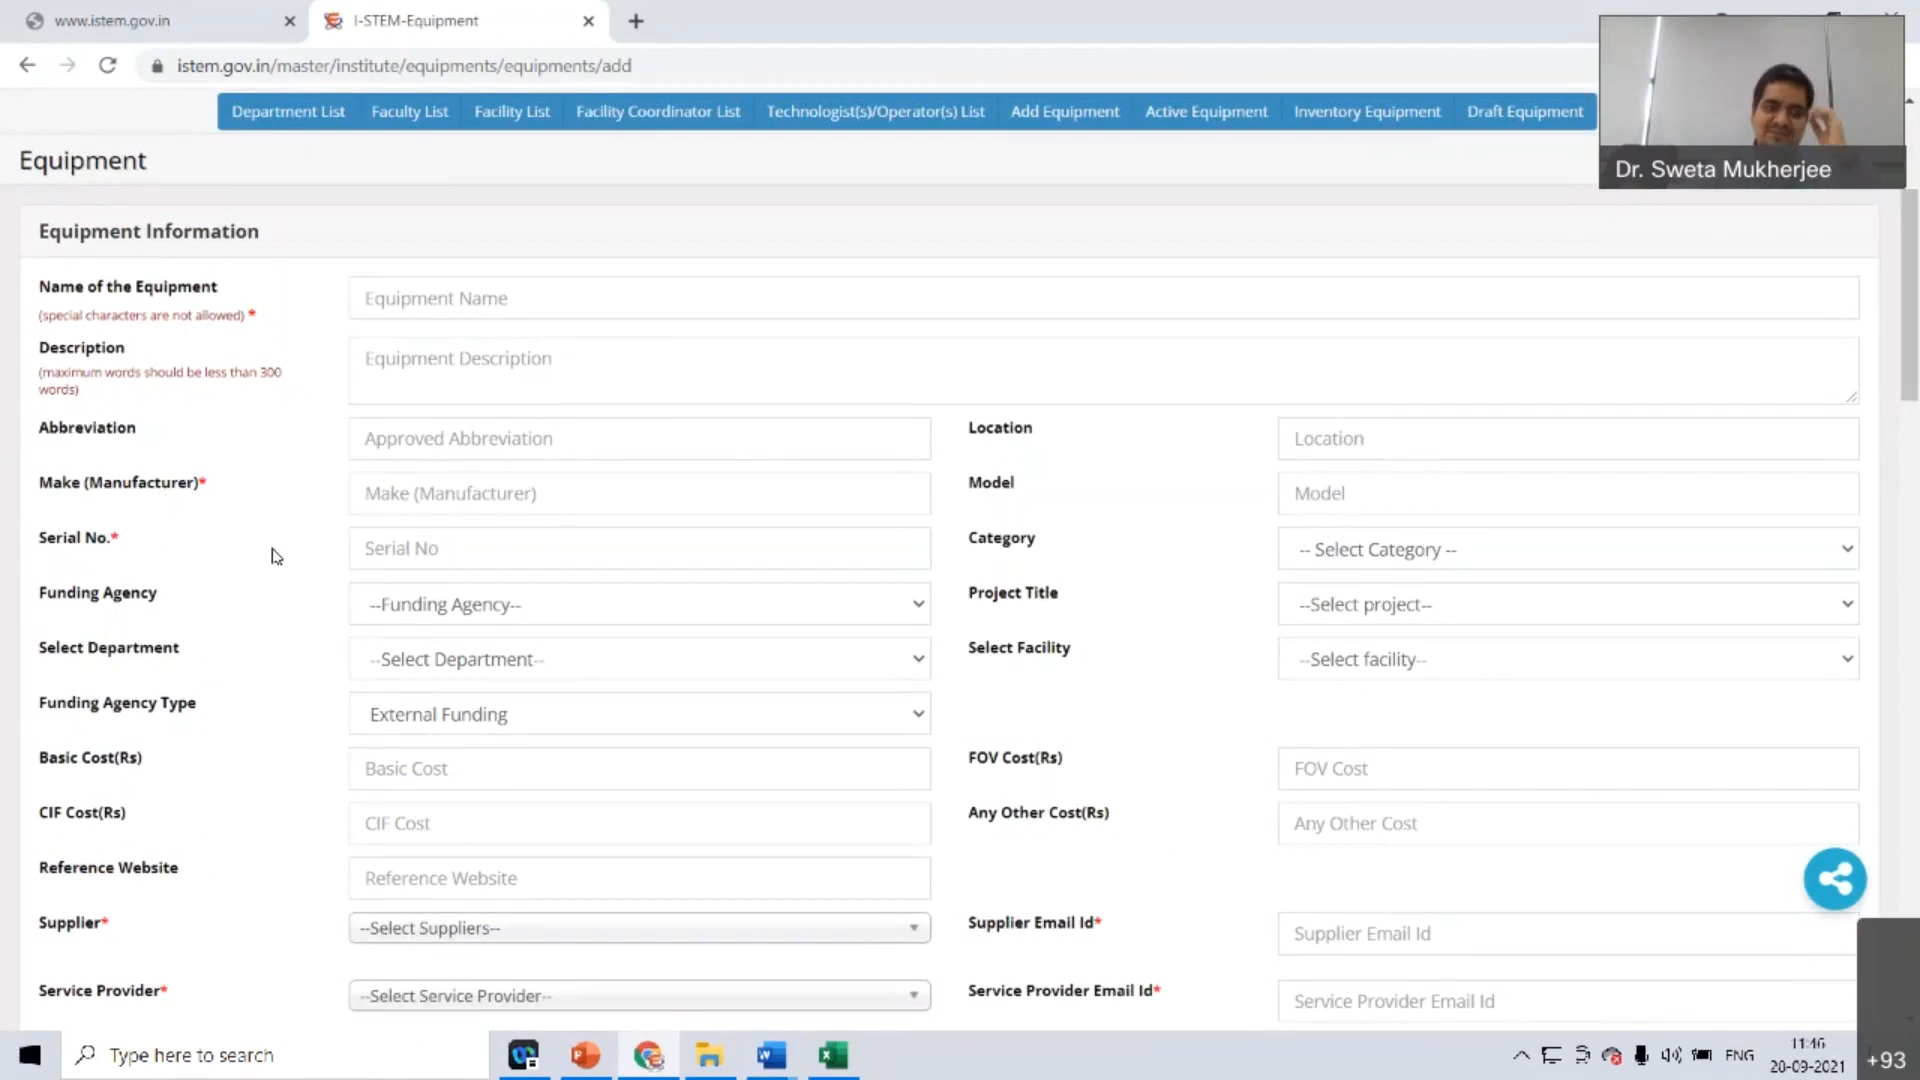 www.istem.gov.in
I-STEM-Equipment
istem.gov.in/master/institute/equipments/equipments/add
Department List Faculty List Facility List Facility Coordinator List Technologist(s)/Operator(s) List Add Equipment Active Equipment Inventory Equipment Draft Equipment
Dr. Sweta Mukherjee
Equipment
Equipment Information
Name of the Equipment
(special characters are not allowed) *
Equipment Name
Description
(maximum words should be less than 300
words)
Equipment Description
Abbreviation
Approved Abbreviation
Location
Location
Make (Manufacturer)*
Make (Manufacturer)
Model
Model
Serial No.*
Serial No
Category
-- Select Category --
Funding Agency
--Funding Agency--
Project Title
--Select project--
Select Department
--Select Department--
Select Facility
--Select facility--
Funding Agency Type
External Funding
Basic Cost(Rs)
Basic Cost
FOV Cost(Rs)
FOV Cost
CIF Cost(Rs)
CIF Cost
Any Other Cost(Rs)
Any Other Cost
Reference Website
Reference Website
Supplier*
--Select Suppliers--
Supplier Email Id*
Supplier Email Id
Service Provider*
--Select Service Provider--
Service Provider Email Id*
Service Provider Email Id
Type here to search
ENG
11:46
28-09-2021
+93